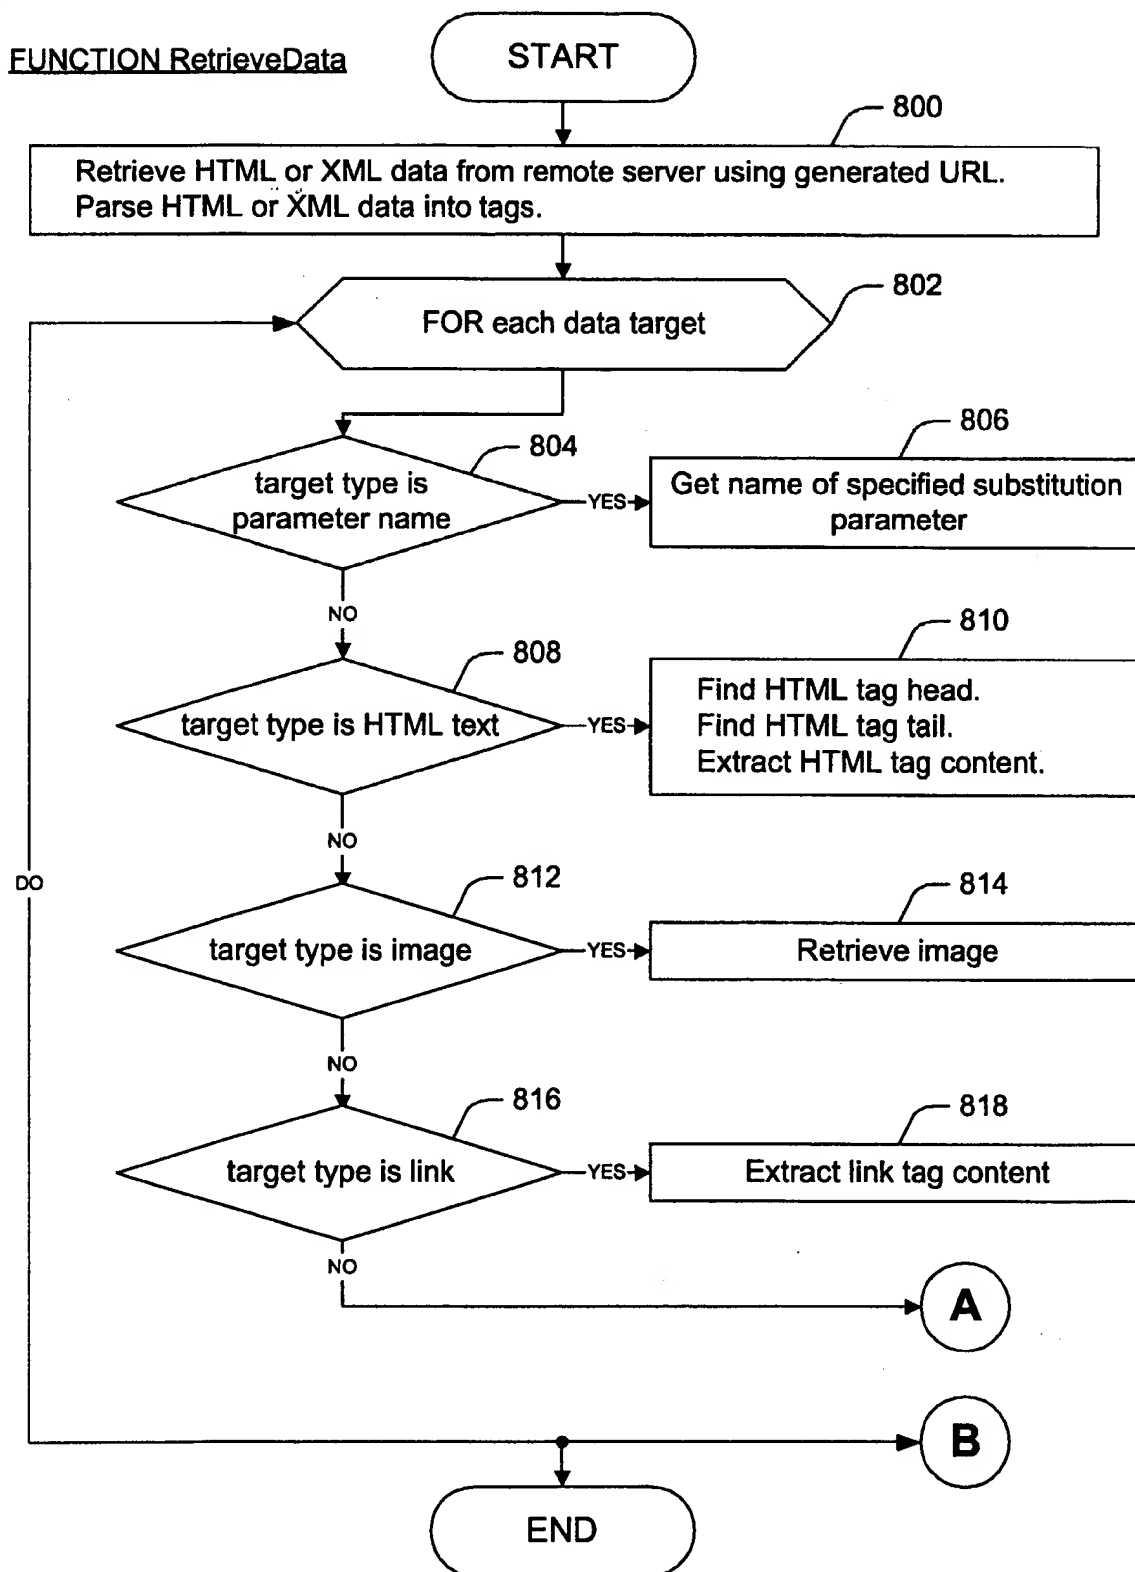 FUNCTION RetrieveData
START
800
Retrieve HTML or XML data from remote server using generated URL.
Parse HTML or XML data into tags.
802
FOR each data target
804
target type is
parameter name
YES
806
Get name of specified substitution
parameter
NO
808
target type is HTML text
YES
810
Find HTML tag head.
Find HTML tag tail.
Extract HTML tag content.
NO
DO
812
target type is image
YES
814
Retrieve image
NO
816
target type is link
YES
818
Extract link tag content
NO
A
B
END